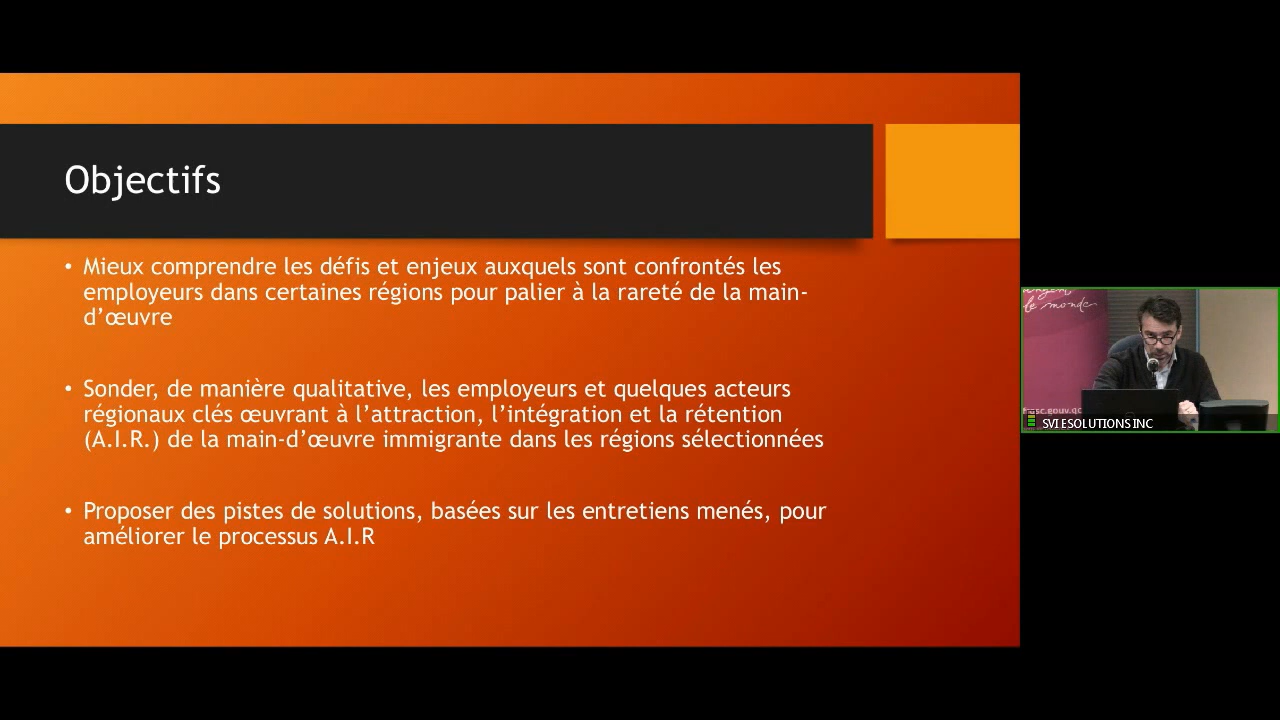 Objectifs
• Mieux comprendre les défis et enjeux auxquels sont confrontés les
employeurs dans certaines régions pour palier à la rareté de la main-
d’œuvre
• Sonder, de manière qualitative, les employeurs et quelques acteurs
régionaux clés œuvrant à l’attraction, l’intégration et la rétention
(A.I.R.) de la main-d’œuvre immigrante dans les régions sélectionnées
• Proposer des pistes de solutions, basées sur les entretiens menés, pour
améliorer le processus A.I.R
le monde
SVI ESOLUTIONS INC